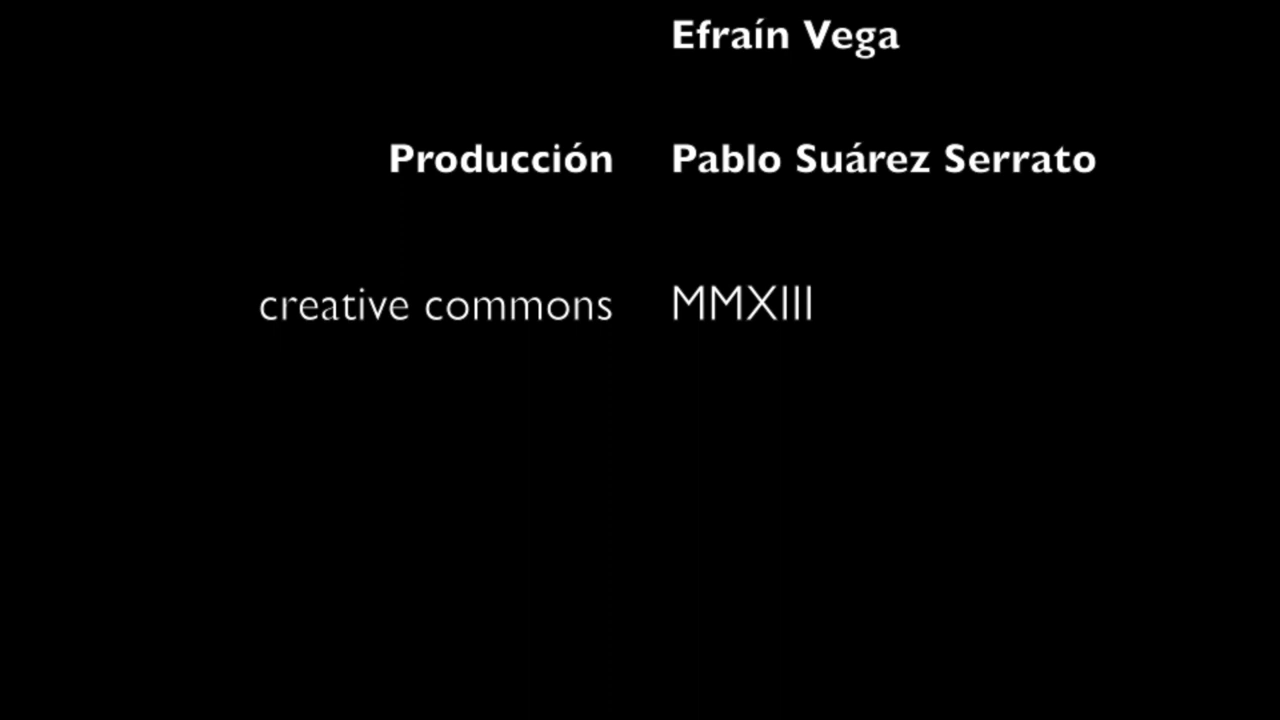 Efraín Vega
Producción Pablo Suárez Serrato
creative commons MMXIII